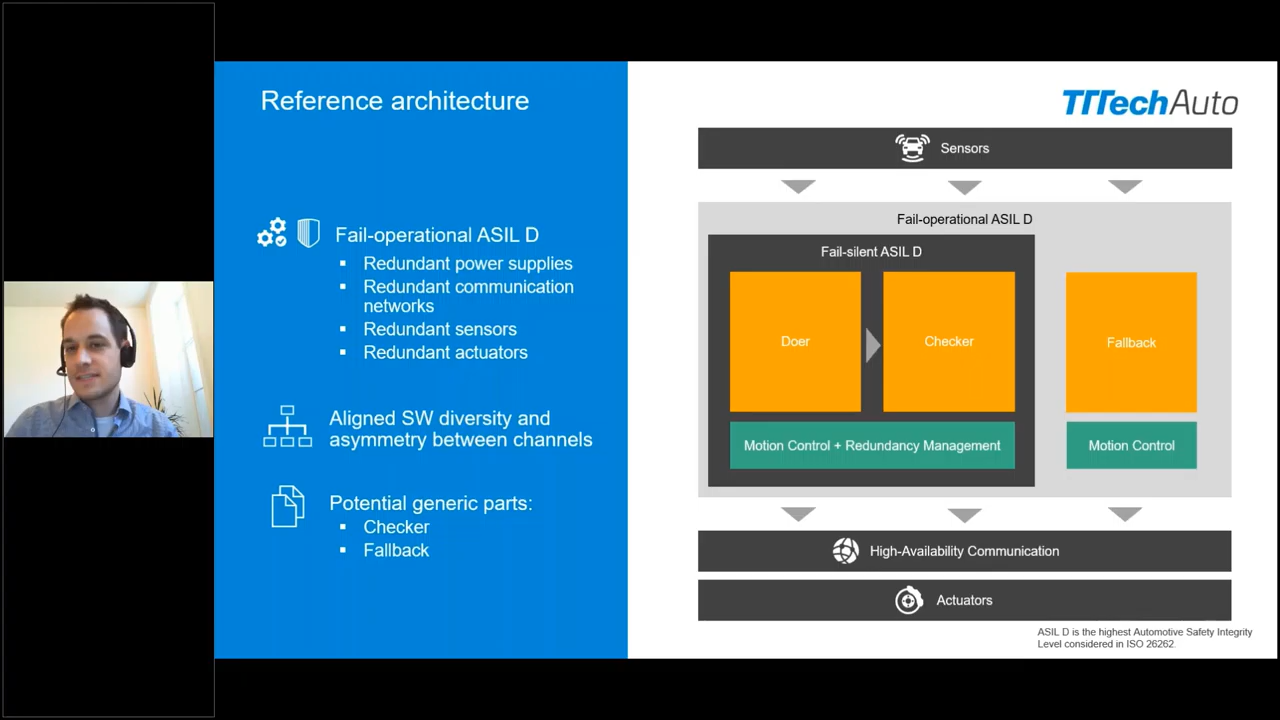 Reference architecture
Fail-operational ASIL D
▪ Redundant power supplies
▪ Redundant communication
networks
▪ Redundant sensors
▪ Redundant actuators
Aligned SW diversity and
asymmetry between channels
Potential generic parts:
▪ Checker
▪ Fallback
TTTechAuto
Sensors
Fail-operational ASIL D
Fail-silent ASIL D
Doer
Checker
Fallback
Motion Control + Redundancy Management
Motion Control
High-Availability Communication
Actuators
ASIL D is the highest Automotive Safety Integrity
Level considered in ISO 26262.